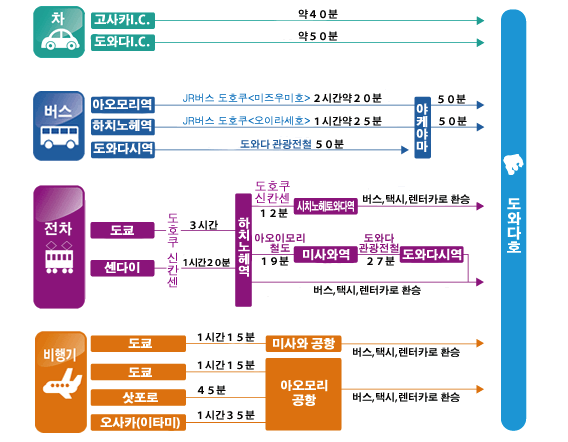 차
고사카I.C.
약40분
도와다I.C.
약50분
버스
아오모리역
JR버스 도호쿠<미즈우미호> 2시간약20분
하치노헤역
JR버스 도호쿠<오이라세호> 1시간약25분
도와다시역
도와다 관광전철 50분
야케야마
50분
50분
전차
도쿄
센다이
도호쿠 신칸센
3시간
1시간20분
하치노헤역
도호쿠
신칸센
12분
시치노헤토와다역
버스,택시,렌터카로 환승
아오이모리
철도
19분
미사와역
도와다
관광전철
27분
도와다시역
버스,택시,렌터카로 환승
비행기
도쿄
1시간15분
미사와 공항
버스,택시,렌터카로 환승
도쿄
1시간15분
삿포로
45분
오사카(이타미)
1시간35분
아오모리
공항
버스,택시,렌터카로 환승
도와다호